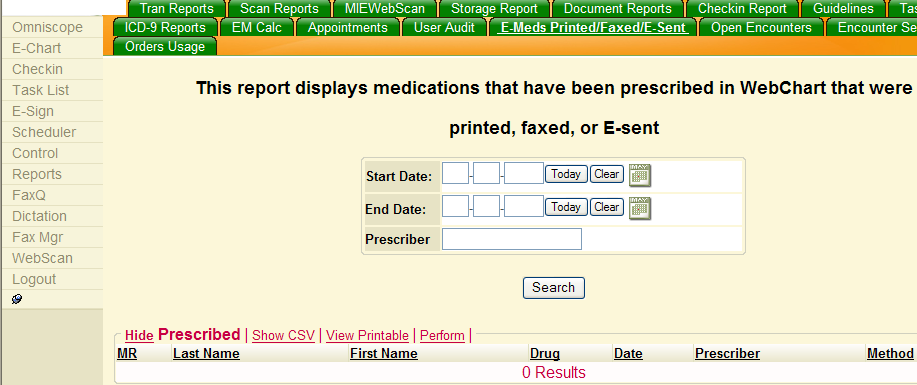 Tran Reports Scan Reports MIEWebScan Storage Report Document Reports Checkin Report Guidelines Tas
ICD-9 Reports EM Calc Appointments User Audit E-Meds Printed/Faxed/E-Sent Open Encounters Encounter Se
Orders Usage
Omniscope
E-Chart
Checkin
Task List
E-Sign
Scheduler
Control
Reports
FaxQ
Dictation
Fax Mgr
WebScan
Logout
This report displays medications that have been prescribed in WebChart that were
printed, faxed, or E-sent
Start Date: - - Today Clear MAY
End Date: - - Today Clear MAY
Prescriber
Search
Hide Prescribed | Show CSV | View Printable | Perform |
MR Last Name First Name Drug Date Prescriber Method
0 Results